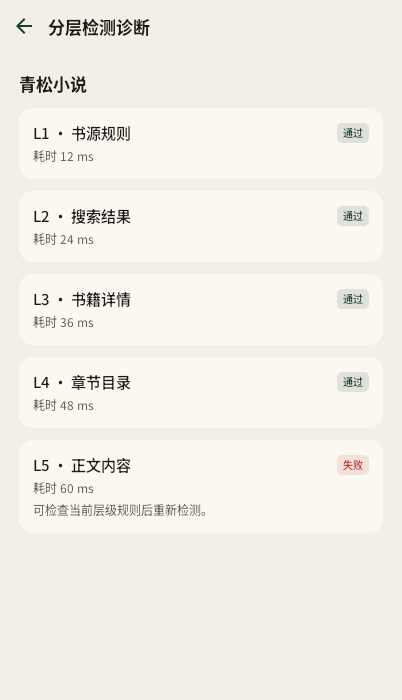 分层检测诊断
青松小说
L1 · 书源规则
通过
耗时 12 ms
L2 · 搜索结果
通过
耗时 24 ms
L3 · 书籍详情
通过
耗时 36 ms
L4 · 章节目录
通过
耗时 48 ms
L5 · 正文内容
失败
耗时 60 ms
可检查当前层级规则后重新检测。